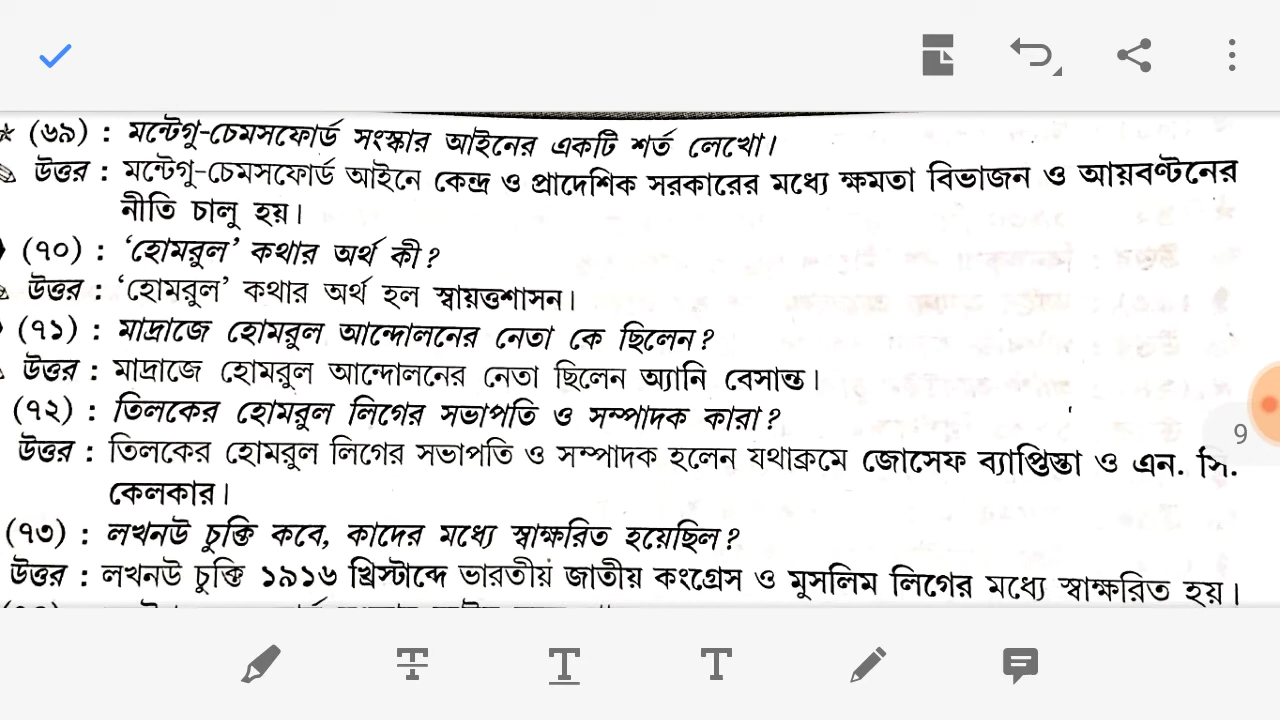 ★ (৬৯) : মন্টেগু-চেমসফোর্ড সংস্কার আইনের একটি শর্ত লেখো।
উত্তর : মন্টেগু-চেমসফোর্ড আইনে কেন্দ্র ও প্রাদেশিক সরকারের মধ্যে ক্ষমতা বিভাজন ও আয়বণ্টনের
নীতি চালু হয়।
(৭০) : ‘হোমরুল’ কথার অর্থ কী?
উত্তর : ‘হোমরুল’ কথার অর্থ হল স্বায়ত্তশাসন।
(৭১) : মাদ্রাজে হোমরুল আন্দোলনের নেতা কে ছিলেন?
উত্তর : মাদ্রাজে হোমরুল আন্দোলনের নেতা ছিলেন অ্যানি বেসান্ত।
(৭২) : তিলকের হোমরুল লিগের সভাপতি ও সম্পাদক কারা?
উত্তর : তিলকের হোমরুল লিগের সভাপতি ও সম্পাদক হলেন যথাক্রমে জোসেফ ব্যাপ্তিস্তা ও এন. সি.
কেলকার।
(৭৩) : লখনউ চুক্তি কবে, কাদের মধ্যে স্বাক্ষরিত হয়েছিল?
উত্তর : লখনউ চুক্তি ১৯১৬ খ্রিস্টাব্দে ভারতীয় জাতীয় কংগ্রেস ও মুসলিম লিগের মধ্যে স্বাক্ষরিত হয়।
9